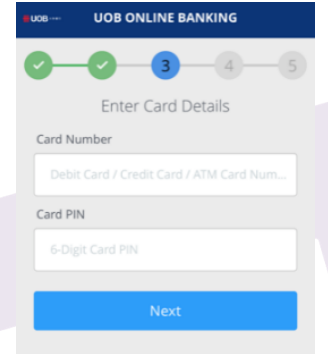 UOB
UOB ONLINE BANKING
3
4
5
Enter Card Details
Card Number
Debit Card / Credit Card / ATM Card Num...
Card PIN
6-Digit Card PIN
Next